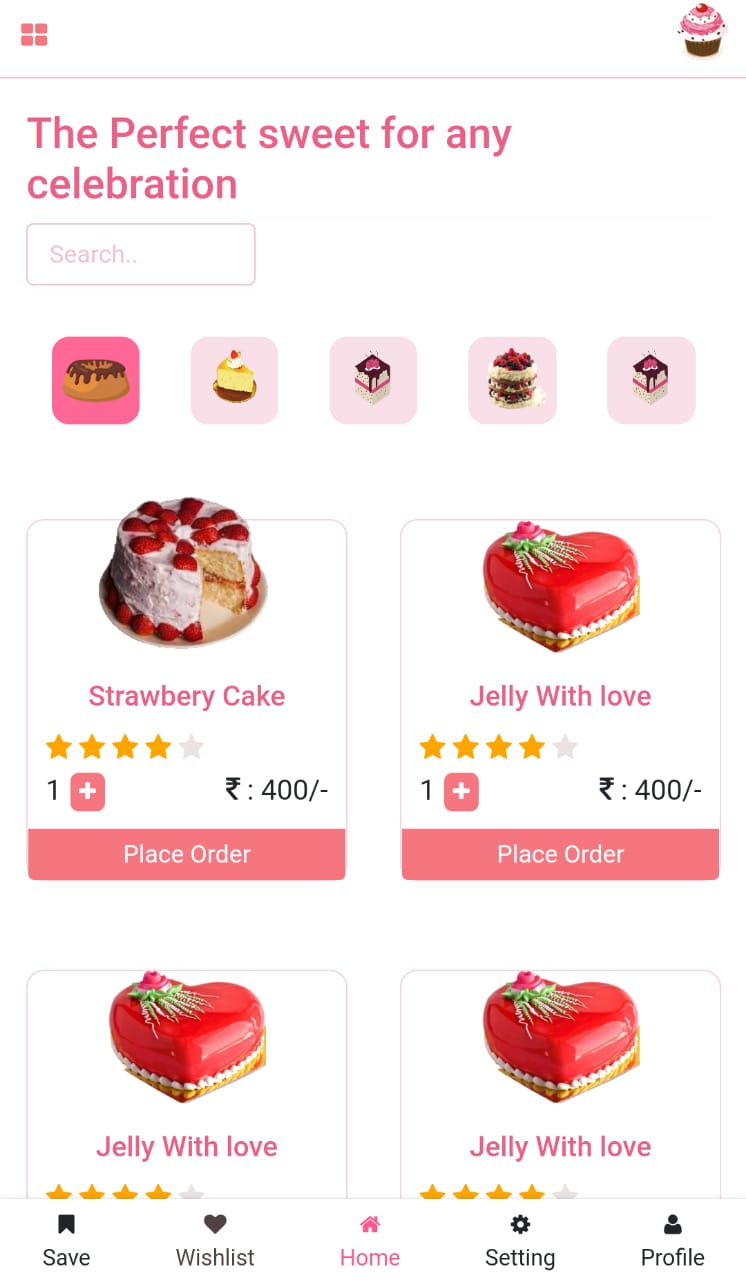 The Perfect sweet for any
celebration
Search..
Strawbery Cake
1 + ₹ : 400/-
Place Order
Jelly With love
1 + ₹ : 400/-
Place Order
Jelly With love
Jelly With love
Save Wishlist Home Setting Profile